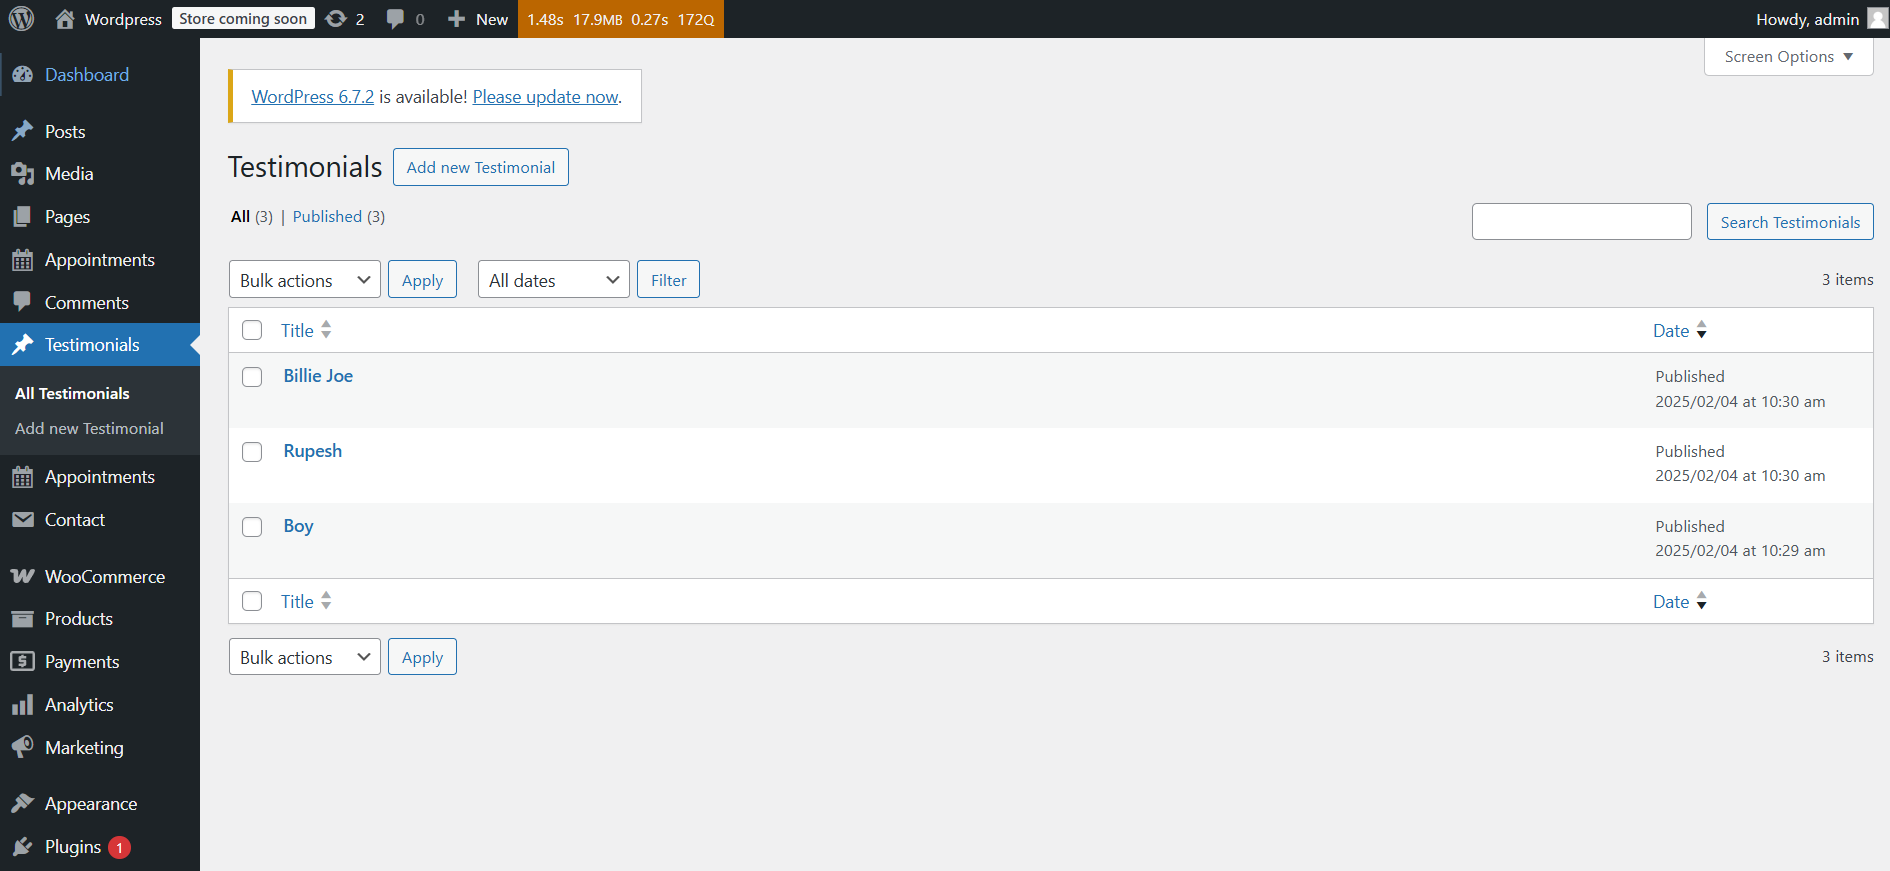 Wordpress Store coming soon 2 0 New 1.48s 17.9MB 0.27s 172Q Howdy, admin
Screen Options
Dashboard
Posts
Media
Pages
Appointments
Comments
Testimonials
All Testimonials
Add new Testimonial
Appointments
Contact
WooCommerce
Products
Payments
Analytics
Marketing
Appearance
Plugins 1
WordPress 6.7.2 is available! Please update now.
Testimonials Add new Testimonial
All (3) | Published (3)
Search Testimonials
Bulk actions Apply All dates Filter 3 items
Title Date
Billie Joe Published
2025/02/04 at 10:30 am
Rupesh Published
2025/02/04 at 10:30 am
Boy Published
2025/02/04 at 10:29 am
Title Date
Bulk actions Apply 3 items